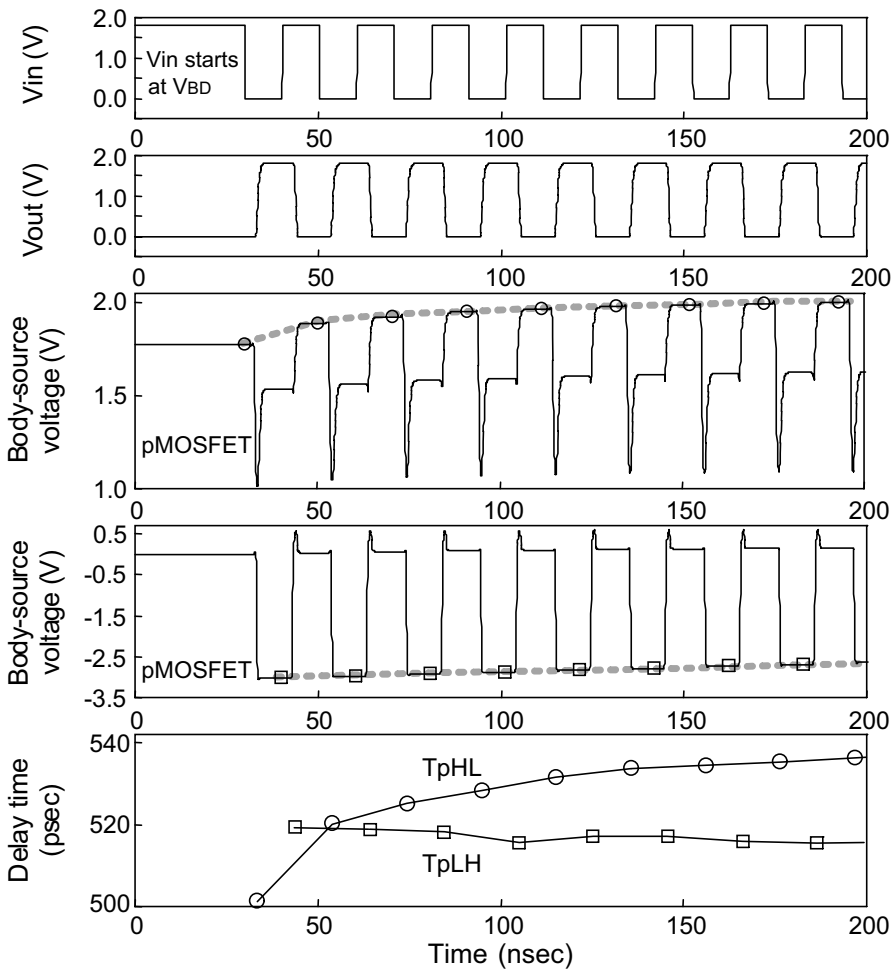 Vin (V)
2.0
1.0
0.0
Vin starts
at VBD
0
50
100
150
200
Vout (V)
2.0
1.0
0.0
0
50
100
150
200
Body-source
voltage (V)
2.0
1.5
1.0
pMOSFET
0
50
100
150
200
Body-source
voltage (V)
0.5
-0.5
-1.5
-2.5
-3.5
pMOSFET
0
50
100
150
200
Delay time
(psec)
540
520
500
TpHL
TpLH
0
50
100
150
200
Time (nsec)